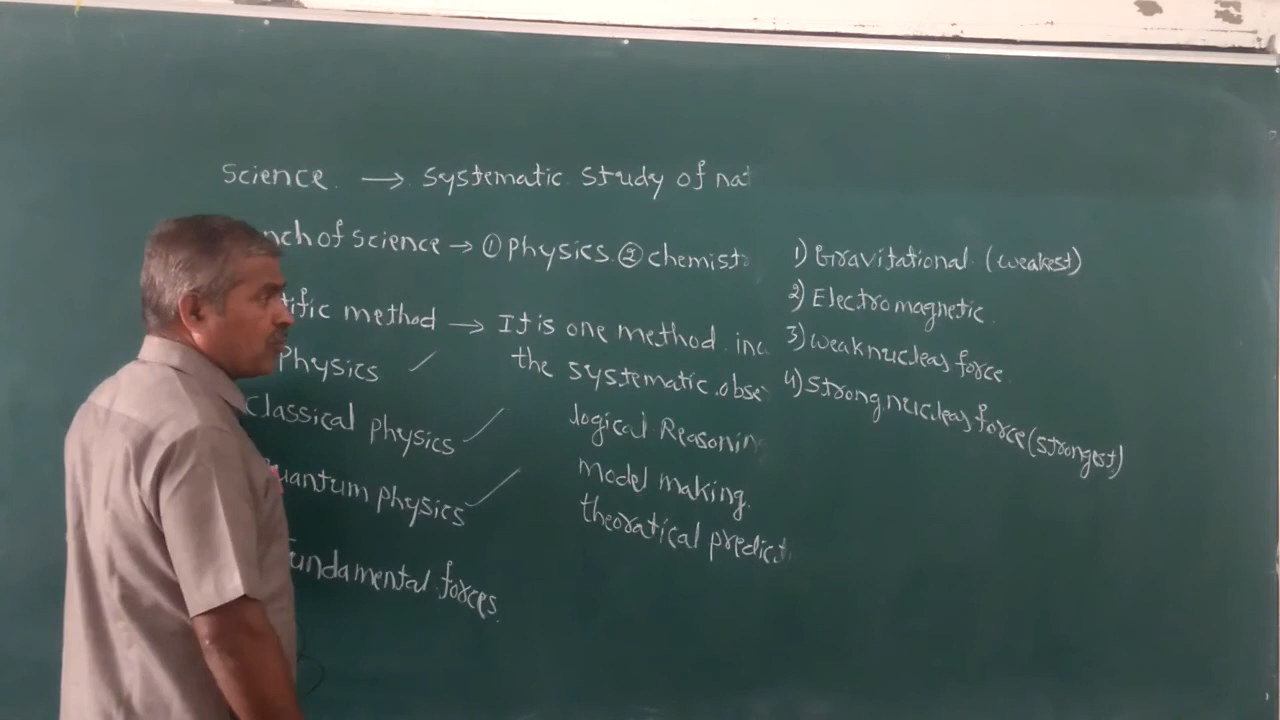 Science. → Systematic study of nat
nch of science → ① Physics. ② chemist
tific method → It is one method. inc
the systematic obse
Physics ✓
logical Reasonin
Classical physics ✓
model making.
uantum physics ✓
theoratical predict
Fundamental forces.
1) Gravitational (weakest)
2) Electromagnetic.
3) weak nuclear force.
4) Strong nuclear force (strongest)